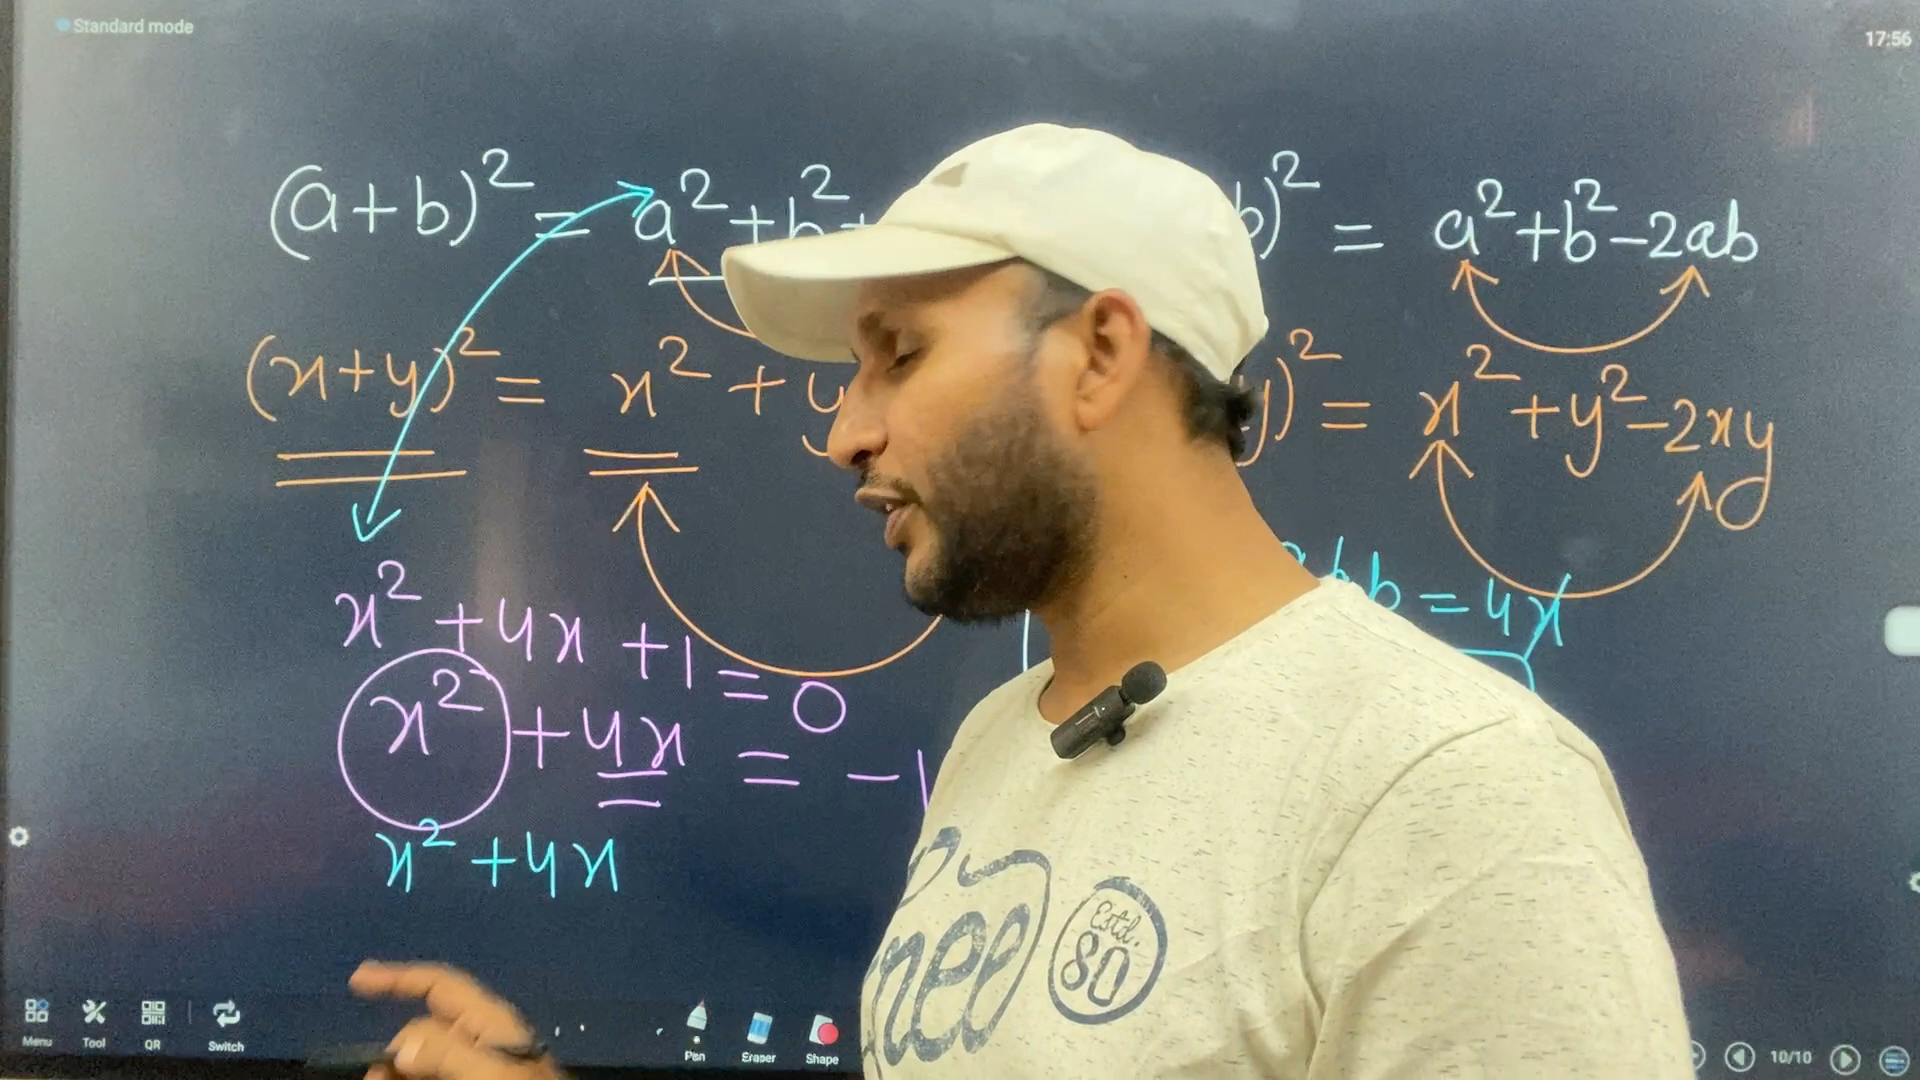 Standard mode
17:56
(a+b)² = a²+b²+
b)² = a²+b²-2ab
(x+y)² = x²+y
y)² = x²+y²-2xy
b = 4x
x²+4x+1=0
x²+4x = -1
x²+4x
Estd.
80
Menu
Tool
QR
Switch
Pen
Eraser
Shape
10/10